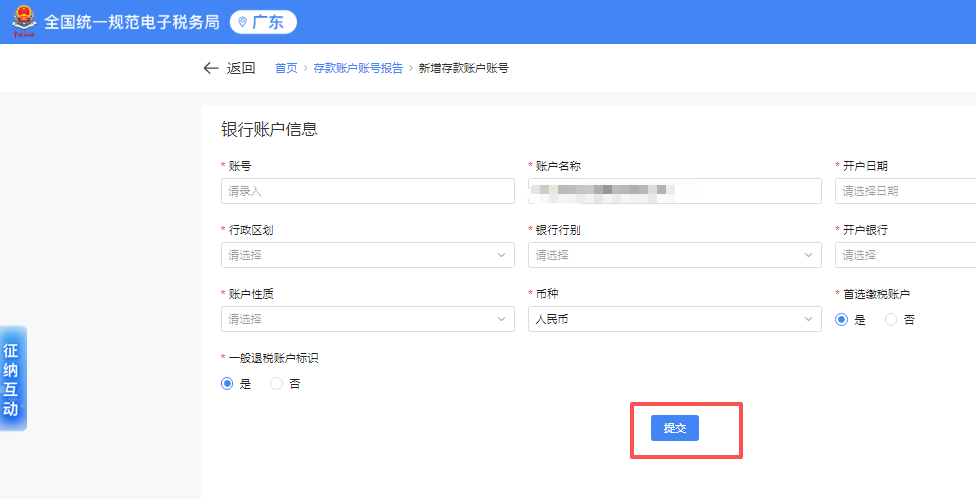 全国统一规范电子税务局 广东
返回 首页 › 存款账户账号报告 › 新增存款账户账号
银行账户信息
* 账号 * 账户名称 * 开户日期
请录入 请选择日期
* 行政区划 * 银行行别 * 开户银行
请选择 请选择 请选择
* 账户性质 * 币种 * 首选缴税账户
请选择 人民币 是 否
* 一般退税账户标识
是 否
征纳互动
提交